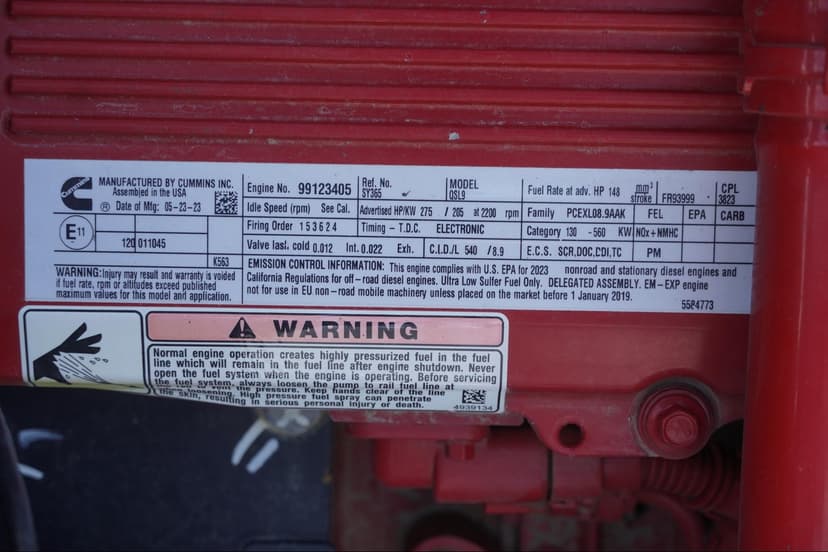 Cummins
MANUFACTURED BY CUMMINS INC.
Assembled in the USA
® Date of Mfg: 05-23-23
Engine No. 99123405
Ref. No.
SY365
MODEL
QSL9
Fuel Rate at adv. HP 148 mm³ stroke FR93999
CPL
3823
Idle Speed (rpm) See Cal.
Advertised HP/KW 275 / 205 at 2200 rpm
Family PCEXL08.9AAK
FEL EPA CARB
E11
120 011045
K563
Firing Order 153624
Timing - T.D.C. ELECTRONIC
Category 130 - 560 KW
NOx+NMHC
Valve lash cold 0.012 Int. 0.022 Exh.
C.I.D./L 540 / 8.9
E.C.S. SCR,DOC,CDI,TC
PM
WARNING: Injury may result and warranty is voided
if fuel rate, rpm or altitudes exceed published
maximum values for this model and application.
EMISSION CONTROL INFORMATION: This engine complies with U.S. EPA for 2023 nonroad and stationary diesel engines and
California Regulations for off-road diesel engines. Ultra Low Sulfer Fuel Only. DELEGATED ASSEMBLY. EM-EXP engine
not for use in EU non-road mobile machinery unless placed on the market before 1 January 2019.
5584773
WARNING
Normal engine operation creates highly pressurized fuel in the fuel
line which will remain in the fuel line after engine shutdown. Never
open the fuel system when the engine is operating. Before servicing
the fuel system, always loosen the pump to rail fuel line at
vent the pressure. Keep hands clear of the line
when loosening. High pressure fuel spray can penetrate
the skin, resulting in serious personal injury or death.
4939134